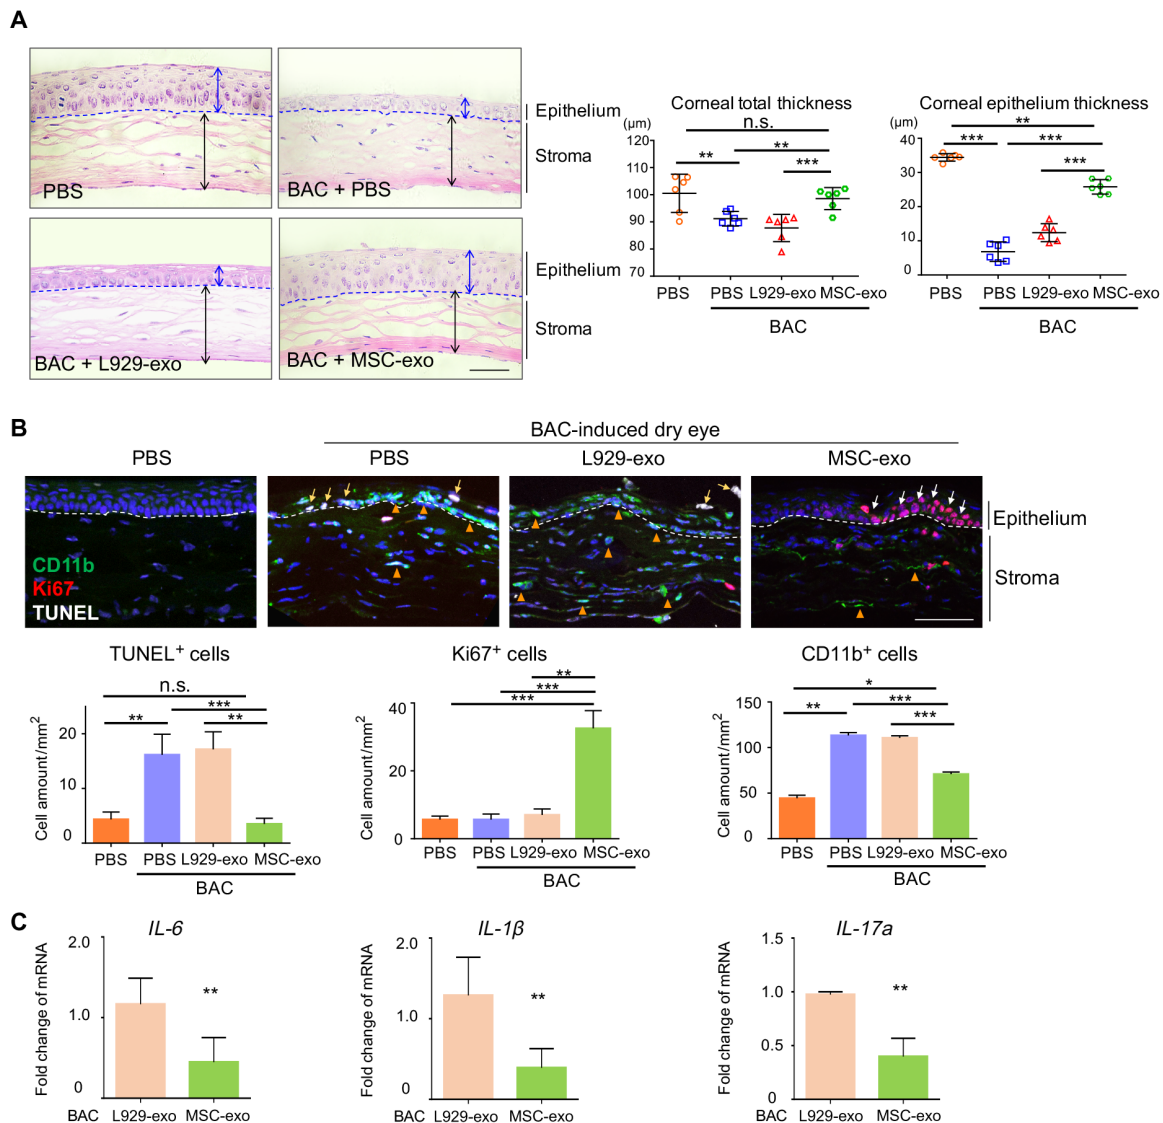 A
PBS
BAC + PBS
Epithelium
Stroma
BAC + L929-exo
BAC + MSC-exo
Epithelium
Stroma
Corneal total thickness
(μm)
n.s.
**
**
***
120
110
100
90
80
70
PBS
PBS
L929-exo
MSC-exo
BAC
Corneal epithelium thickness
(μm)
**
***
***
***
40
30
20
10
0
PBS
PBS
L929-exo
MSC-exo
BAC
B
BAC-induced dry eye
PBS
PBS
L929-exo
MSC-exo
CD11b
Ki67
TUNEL
Epithelium
Stroma
TUNEL+ cells
n.s.
***
**
**
Cell amount/mm2
20
10
0
PBS
PBS
L929-exo
MSC-exo
BAC
Ki67+ cells
**
***
***
Cell amount/mm2
40
20
0
PBS
PBS
L929-exo
MSC-exo
BAC
CD11b+ cells
*
***
**
***
Cell amount/mm2
150
100
50
0
PBS
PBS
L929-exo
MSC-exo
BAC
C
IL-6
Fold change of mRNA
2.0
1.0
0
**
BAC
L929-exo
MSC-exo
IL-1β
Fold change of mRNA
2.0
1.0
0
**
BAC
L929-exo
MSC-exo
IL-17a
Fold change of mRNA
1.5
1.0
0.5
0
**
BAC
L929-exo
MSC-exo